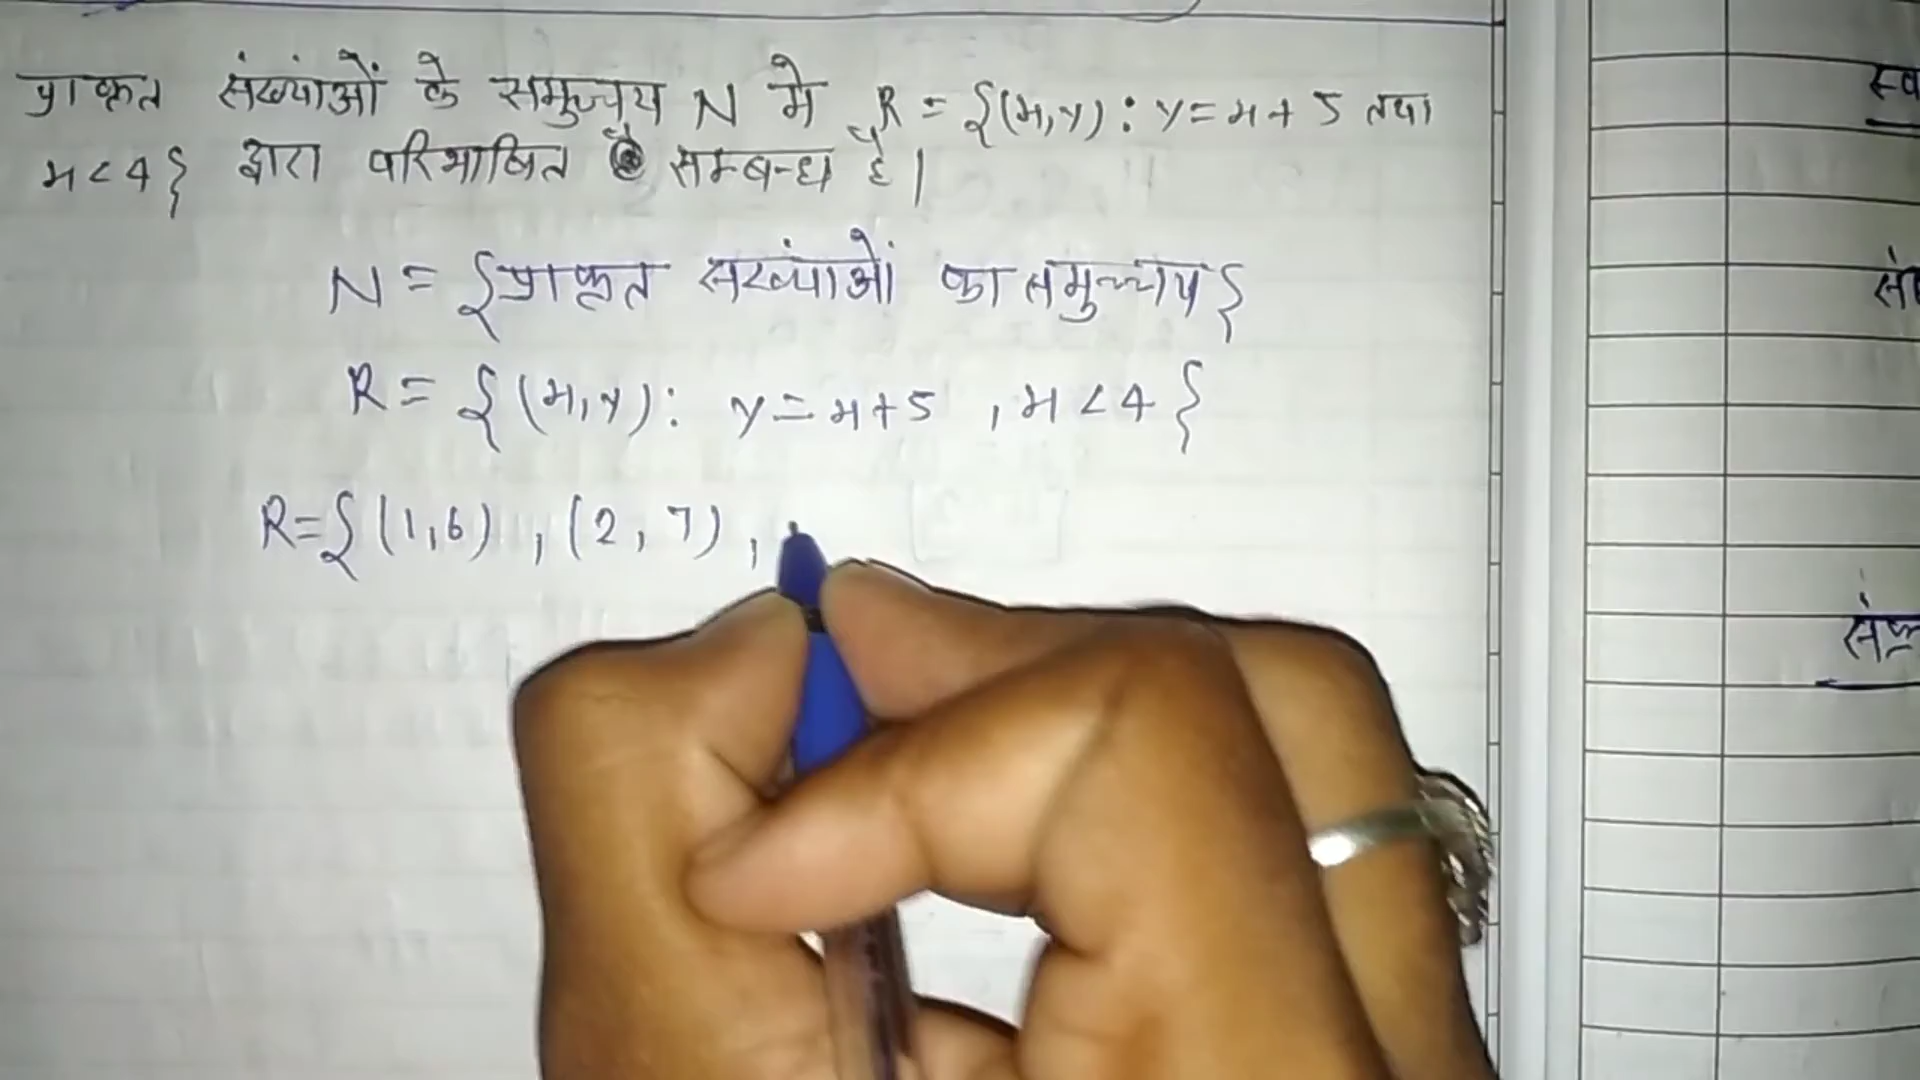 प्राकृत संख्यांओं के समुच्चय N मे R = {(x,y) : y = x + 5 तथा
x < 4} द्वारा परिभाषित सम्बन्ध है।
N = {प्राकृत संख्यांओं का समुच्चय}
R = {(x,y) : y = x + 5 , x < 4}
R = {(1,6) , (2,7) ,